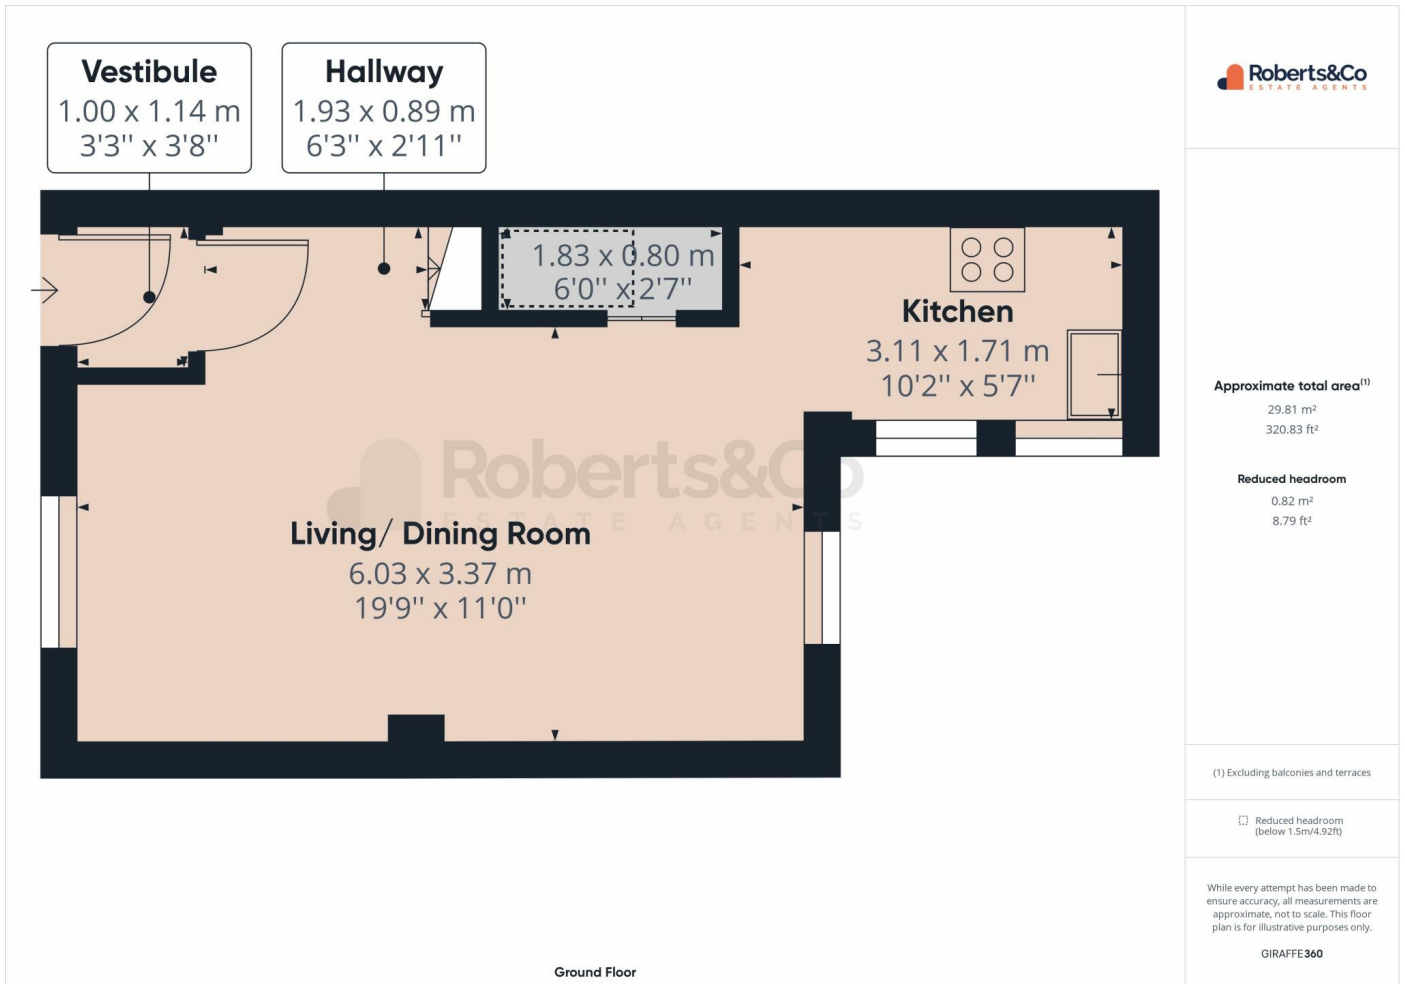 Vestibule
1.00 x 1.14 m
3'3'' x 3'8''
Hallway
1.93 x 0.89 m
6'3'' x 2'11''
1.83 x 0.80 m
6'0'' x 2'7''
Kitchen
3.11 x 1.71 m
10'2'' x 5'7''
Roberts&Co
ESTATE AGENTS
Living/ Dining Room
6.03 x 3.37 m
19'9'' x 11'0''
Ground Floor
Roberts&Co
ESTATE AGENTS
Approximate total area(1)
29.81 m²
320.83 ft²
Reduced headroom
0.82 m²
8.79 ft²
(1) Excluding balconies and terraces
Reduced headroom
(below 1.5m/4.92ft)
While every attempt has been made to
ensure accuracy, all measurements are
approximate, not to scale. This floor
plan is for illustrative purposes only.
GIRAFFE360